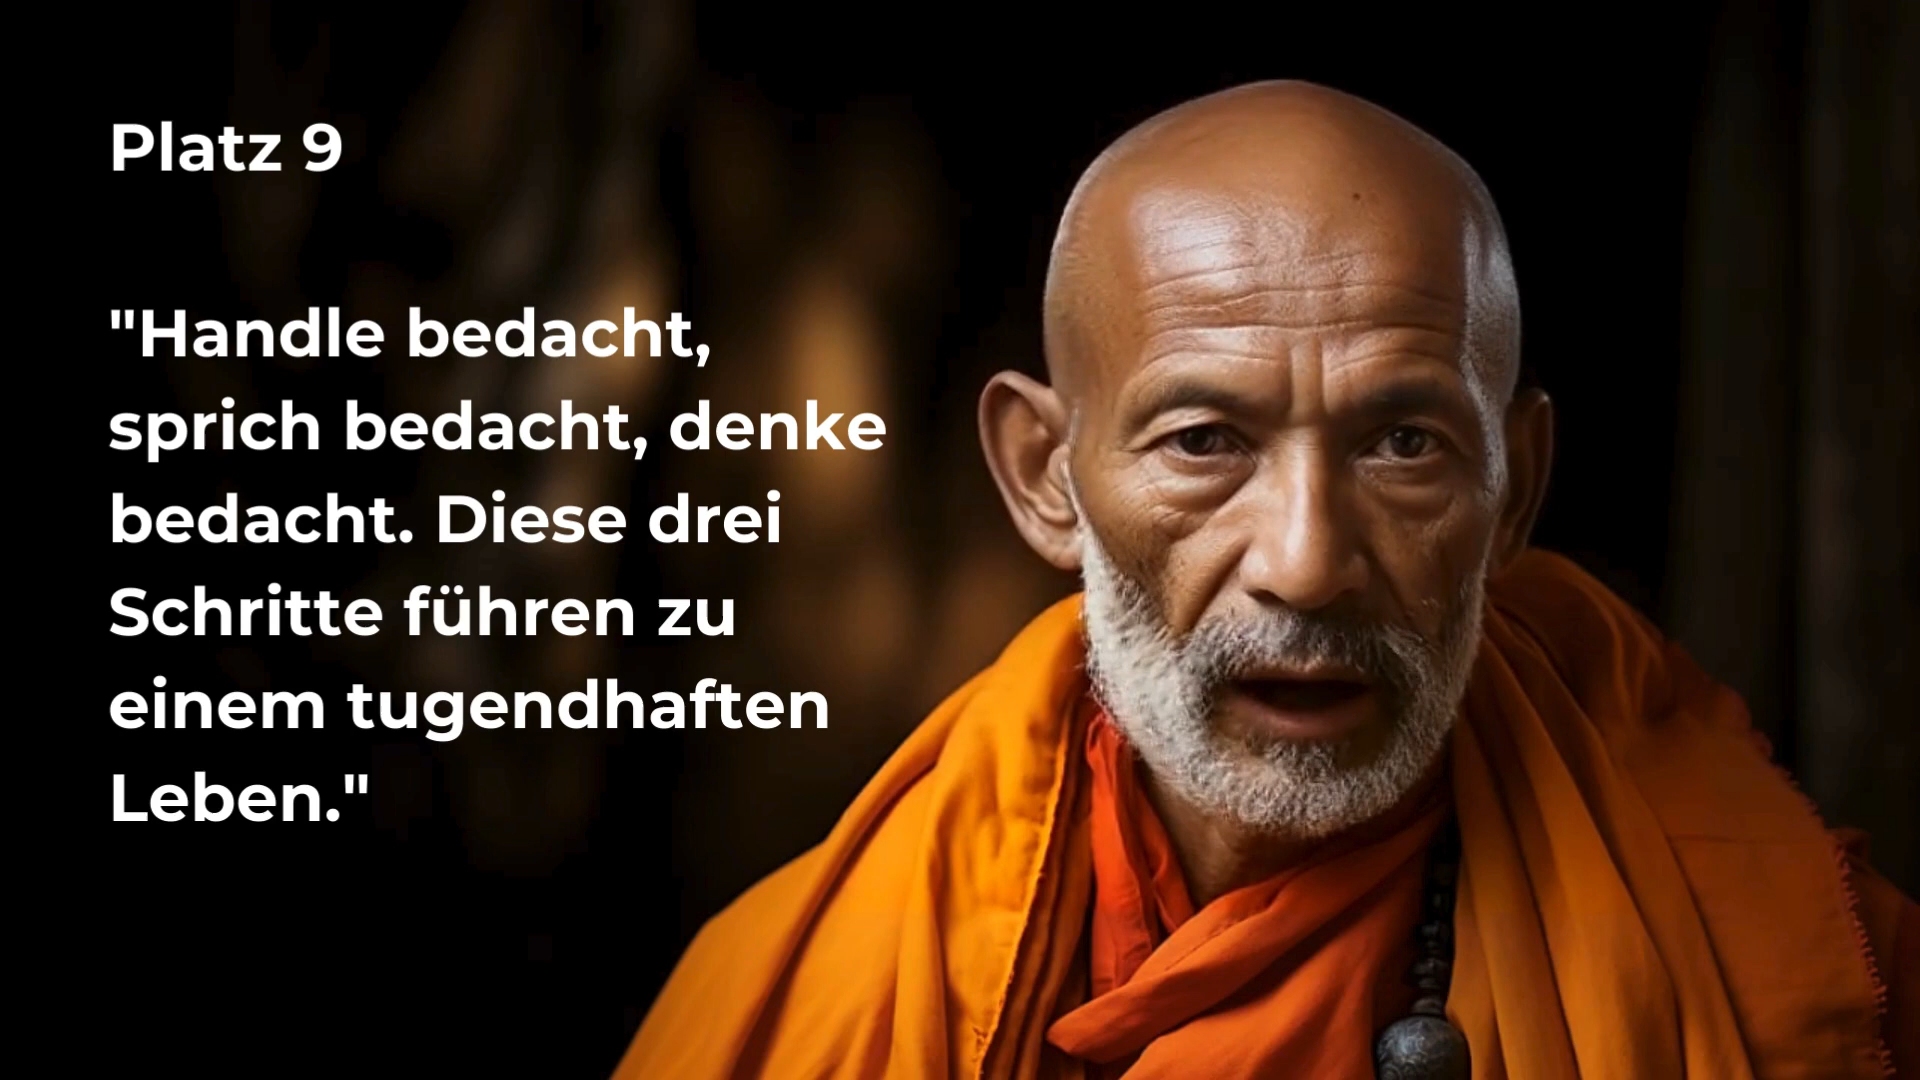 Platz 9
"Handle bedacht,
sprich bedacht, denke
bedacht. Diese drei
Schritte führen zu
einem tugendhaften
Leben."